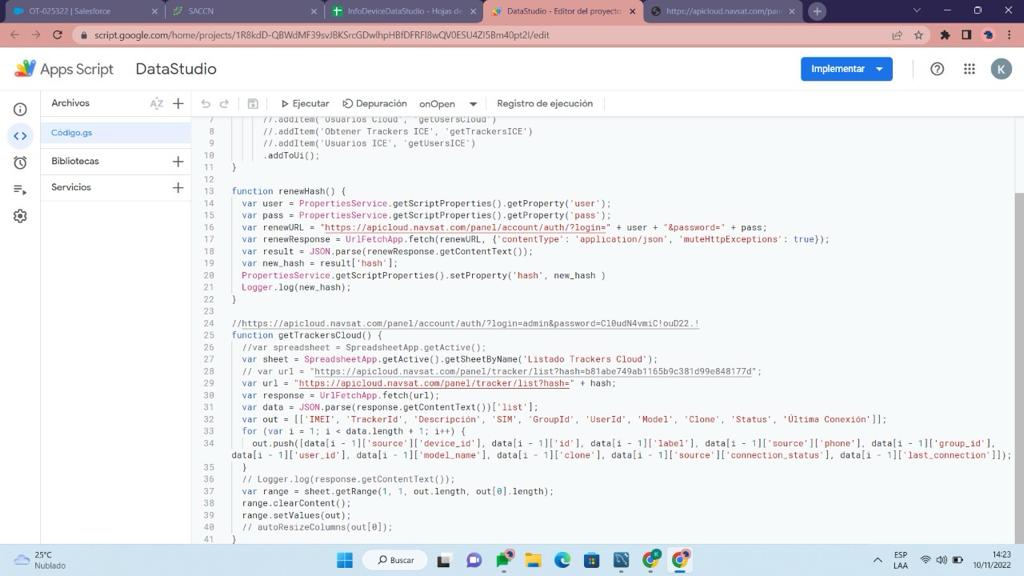 OT-025322 | Salesforce
SACCN
InfoDeviceDataStudio - Hojas de
DataStudio - Editor del proyecto
https://apicloud.navsat.com/pan
script.google.com/home/projects/1R8kdD-QBWdMF39svJBKSrcGDwlhpHBfDFRFl8wQV0ESU4Zl5Bm40pt2I/edit
Apps Script
DataStudio
Implementar
K
Archivos
AZ
Ejecutar
Depuración
onOpen
Registro de ejecución
Código.gs
Bibliotecas
Servicios
7 //.addItem('Usuarios Cloud', 'getUsersCloud')
8 //.addItem('Obtener Trackers ICE', 'getTrackersICE')
9 //.addItem('Usuarios ICE', 'getUsersICE')
10 .addToUi();
11 }
12
13 function renewHash() {
14 var user = PropertiesService.getScriptProperties().getProperty('user');
15 var pass = PropertiesService.getScriptProperties().getProperty('pass');
16 var renewURL = "https://apicloud.navsat.com/panel/account/auth/?login=" + user + "&password=" + pass;
17 var renewResponse = UrlFetchApp.fetch(renewURL, {'contentType': 'application/json', 'muteHttpExceptions': true});
18 var result = JSON.parse(renewResponse.getContentText());
19 var new_hash = result['hash'];
20 PropertiesService.getScriptProperties().setProperty('hash', new_hash )
21 Logger.log(new_hash);
22 }
23
24 //https://apicloud.navsat.com/panel/account/auth/?login=admin&password=Cl0udN4vmiC!ouD22.!
25 function getTrackersCloud() {
26 //var spreadsheet = SpreadsheetApp.getActive();
27 var sheet = SpreadsheetApp.getActive().getSheetByName('Listado Trackers Cloud');
28 // var url = "https://apicloud.navsat.com/panel/tracker/list?hash=b81abe749ab1165b9c381d99e848177d";
29 var url = "https://apicloud.navsat.com/panel/tracker/list?hash=" + hash;
30 var response = UrlFetchApp.fetch(url);
31 var data = JSON.parse(response.getContentText())['list'];
32 var out = [['IMEI', 'TrackerId', 'Descripción', 'SIM', 'GroupId', 'UserId', 'Model', 'Clone', 'Status', 'Última Conexión']];
33 for (var i = 1; i < data.length + 1; i++) {
34 out.push([data[i - 1]['source']['device_id'], data[i - 1]['id'], data[i - 1]['label'], data[i - 1]['source']['phone'], data[i - 1]['group_id'],
data[i - 1]['user_id'], data[i - 1]['model_name'], data[i - 1]['clone'], data[i - 1]['source']['connection_status'], data[i - 1]['last_connection']]);
35 }
36 // Logger.log(response.getContentText());
37 var range = sheet.getRange(1, 1, out.length, out[0].length);
38 range.clearContent();
39 range.setValues(out);
40 // autoResizeColumns(out[0]);
41 }
25°C
Nublado
Buscar
ESP
LAA
14:23
10/11/2022